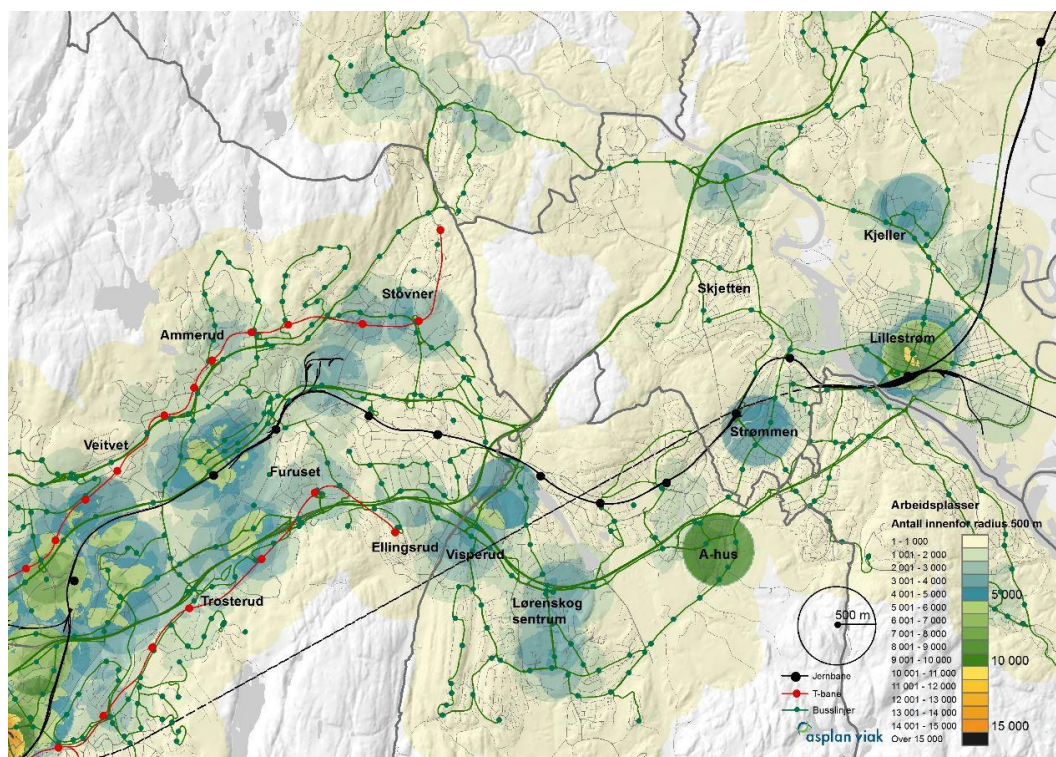 Stovner
Ammerud
Veitvet
Furuset
Ellingsrud
Visperud
Trosterud
Lørenskog
sentrum
Kjeller
Skjetten
Lillestrøm
Strømmen
A-hus
500 m
Jernbane
T-bane
Busslinjer
asplan viak
Arbeidsplasser
Antall innenfor radius 500 m
1 - 1 000
1 001 - 2 000
2 001 - 3 000
3 001 - 4 000
4 001 - 5 000
5 001 - 6 000
6 001 - 7 000
7 001 - 8 000
8 001 - 9 000
9 001 - 10 000
10 001 - 11 000
11 001 - 12 000
12 001 - 13 000
13 001 - 14 000
14 001 - 15 000
Over 15 000
5 000
10 000
15 000